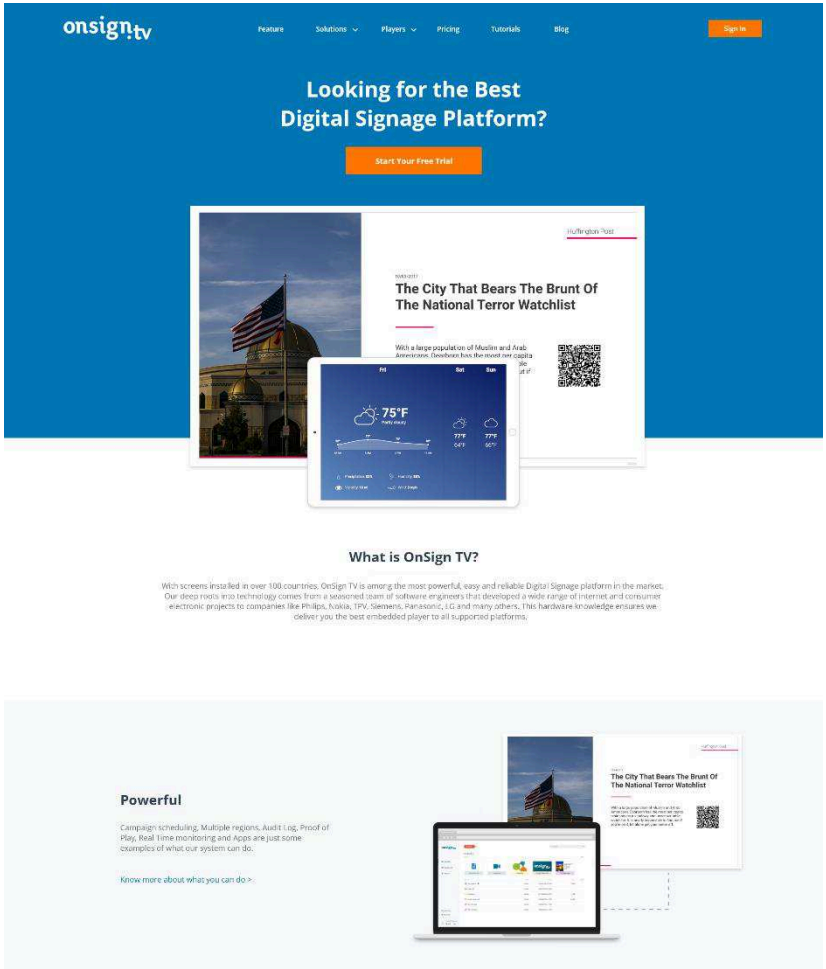 onsign.tv
Feature
Solutions
Players
Pricing
Tutorials
Blog
Sign In
Looking for the Best
Digital Signage Platform?
Start Your Free Trial
Huffington Post
The City That Bears The Brunt Of
The National Terror Watchlist
With a large population of Muslim and Arab
Americans, Dearborn has the most per capita
Fri
Sat
Sun
75°F
Partly cloudy
77°F
77°F
64°F
What is OnSign TV?
With screens installed in over 100 countries, OnSign TV is among the most powerful, easy and reliable Digital Signage platform in the market.
Our deep roots into technology comes from a seasoned team of software engineers that developed a wide range of internet and consumer
electronic projects to companies like Philips, Nokia, TPV, Siemens, Panasonic, LG and many others. This hardware knowledge ensures we
deliver you the best embedded player to all supported platforms.
Powerful
Campaign scheduling, Multiple regions, Audit Log, Proof of
Play, Real Time monitoring and Apps are just some
examples of what our system can do.
Know more about what you can do >
Huffington Post
The City That Bears The Brunt Of
The National Terror Watchlist
onsign.tv